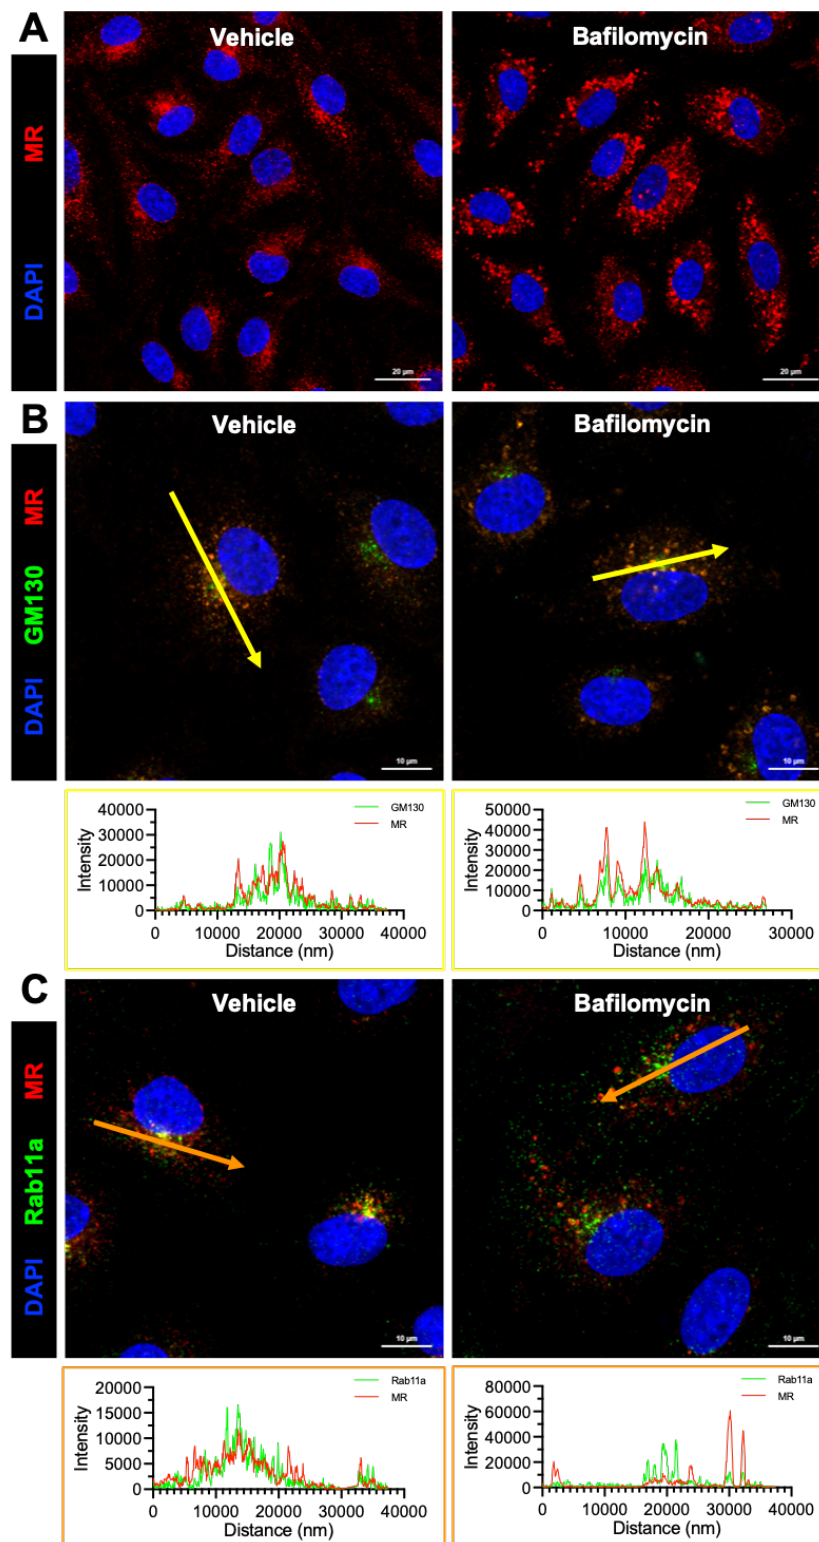 A
Vehicle
Bafilomycin
DAPI MR
20 µm
20 µm
B
Vehicle
Bafilomycin
DAPI GM130 MR
10 µm
10 µm
GM130
MR
Intensity
40000
30000
20000
10000
0
0 10000 20000 30000 40000
Distance (nm)
GM130
MR
Intensity
50000
40000
30000
20000
10000
0
0 10000 20000 30000
Distance (nm)
C
Vehicle
Bafilomycin
DAPI Rab11a MR
10 µm
10 µm
Rab11a
MR
Intensity
20000
15000
10000
5000
0
0 10000 20000 30000 40000
Distance (nm)
Rab11a
MR
Intensity
80000
60000
40000
20000
0
0 10000 20000 30000 40000
Distance (nm)